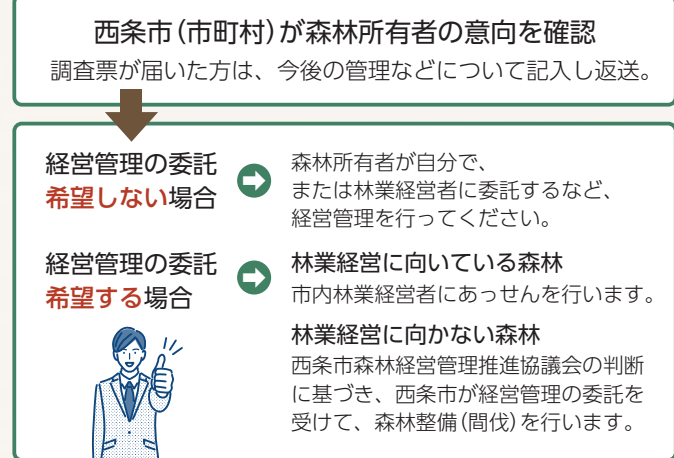 西条市(市町村)が森林所有者の意向を確認
調査票が届いた方は、今後の管理などについて記入し返送。
経営管理の委託
希望しない場合
森林所有者が自分で、
または林業経営者に委託するなど、
経営管理を行ってください。
経営管理の委託
希望する場合
林業経営に向いている森林
市内林業経営者にあっせんを行います。
林業経営に向かない森林
西条市森林経営管理推進協議会の判断
に基づき、西条市が経営管理の委託を
受けて、森林整備(間伐)を行います。